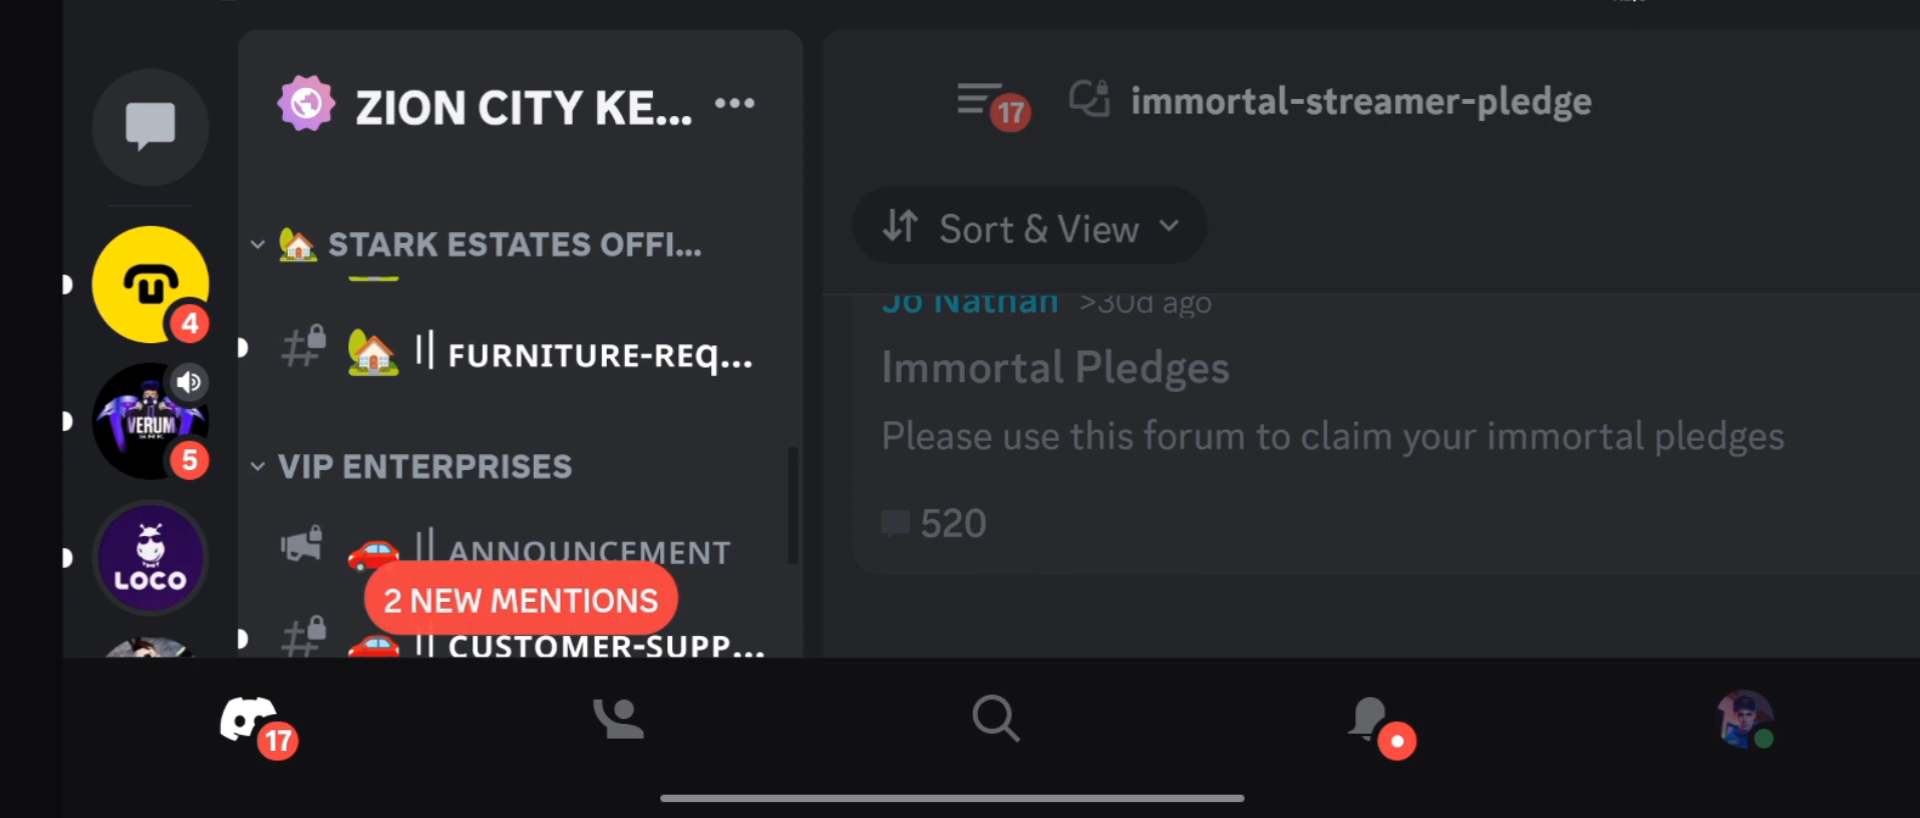 ZION CITY KE...
17
immortal-streamer-pledge
Sort & View
STARK ESTATES OFFI...
4
Jo Nathan >30d ago
|| FURNITURE-REQ...
Immortal Pledges
Please use this forum to claim your immortal pledges
VERUM
5
VIP ENTERPRISES
520
|| ANNOUNCEMENT
LOCO
2 NEW MENTIONS
|| CUSTOMER-SUPP...
17